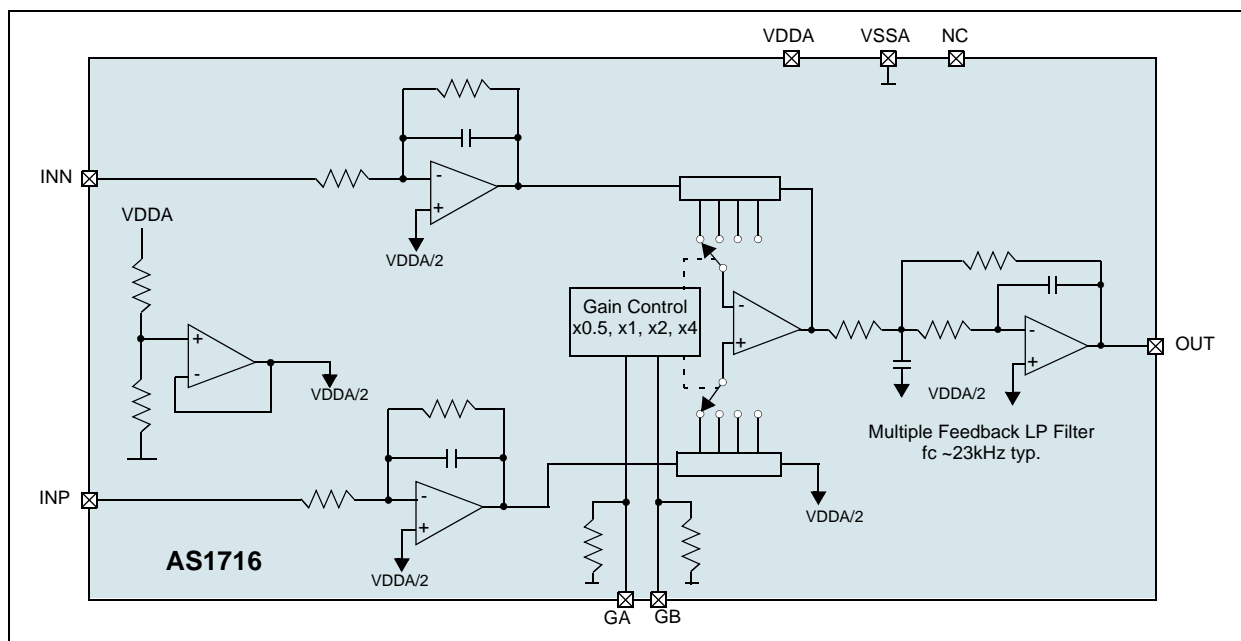 VDDA
VSSA
NC
INN
-
+
VDDA/2
VDDA
Gain Control
x0.5, x1, x2, x4
-
+
-
+
OUT
+
-
VDDA/2
VDDA/2
Multiple Feedback LP Filter
fc ~23kHz typ.
INP
-
+
VDDA/2
VDDA/2
AS1716
GA
GB